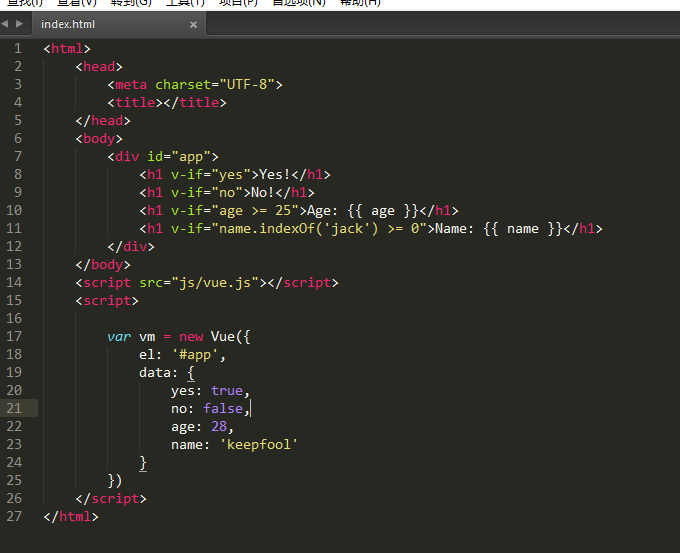 查找(I) 查看(V) 转到(G) 工具(T) 项目(P) 首选项(N) 帮助(H)
index.html ×
1 <html>
2 <head>
3 <meta charset="UTF-8">
4 <title></title>
5 </head>
6 <body>
7 <div id="app">
8 <h1 v-if="yes">Yes!</h1>
9 <h1 v-if="no">No!</h1>
10 <h1 v-if="age >= 25">Age: {{ age }}</h1>
11 <h1 v-if="name.indexOf('jack') >= 0">Name: {{ name }}</h1>
12 </div>
13 </body>
14 <script src="js/vue.js"></script>
15 <script>
16
17 var vm = new Vue({
18 el: '#app',
19 data: {
20 yes: true,
21 no: false,
22 age: 28,
23 name: 'keepfool'
24 }
25 })
26 </script>
27 </html>